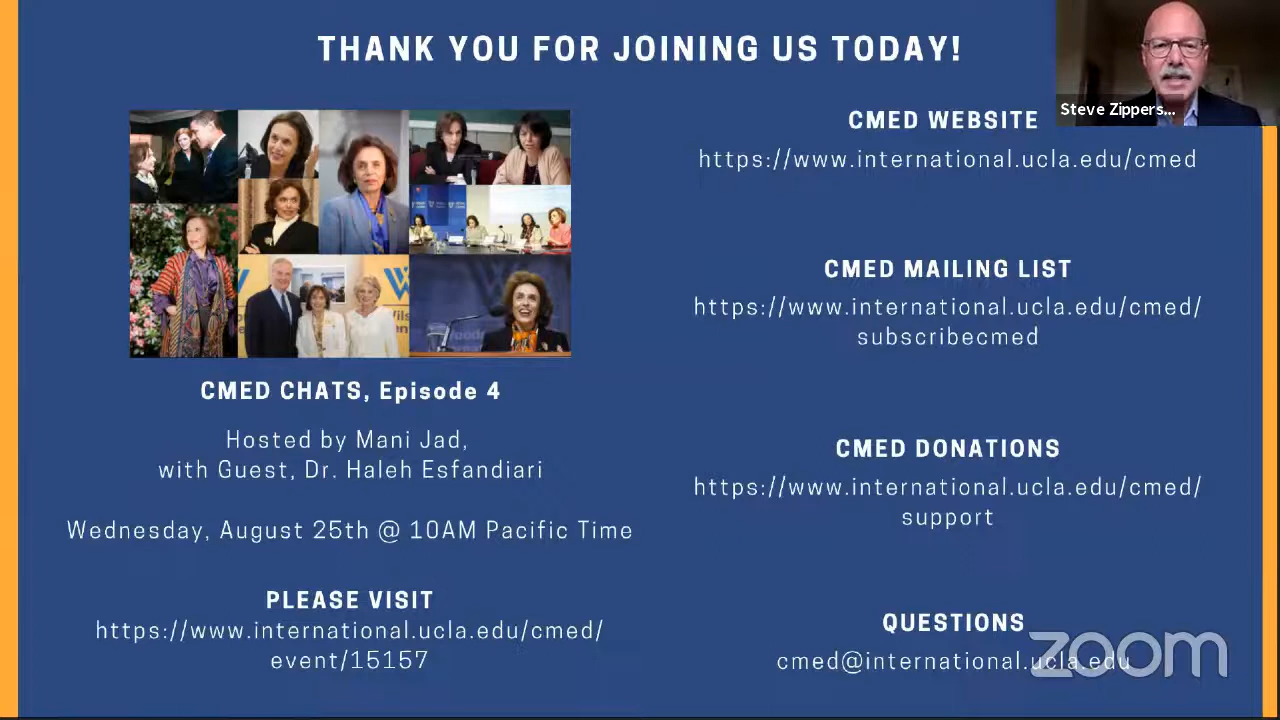 THANK YOU FOR JOINING US TODAY!
Steve Zippers...
CMED CHATS, Episode 4
Hosted by Mani Jad,
with Guest, Dr. Haleh Esfandiari
Wednesday, August 25th @ 10AM Pacific Time
PLEASE VISIT
https://www.international.ucla.edu/cmed/
event/15157
CMED WEBSITE
https://www.international.ucla.edu/cmed
CMED MAILING LIST
https://www.international.ucla.edu/cmed/
subscribecmed
CMED DONATIONS
https://www.international.ucla.edu/cmed/
support
QUESTIONS
cmed@international.ucla.edu
zoom